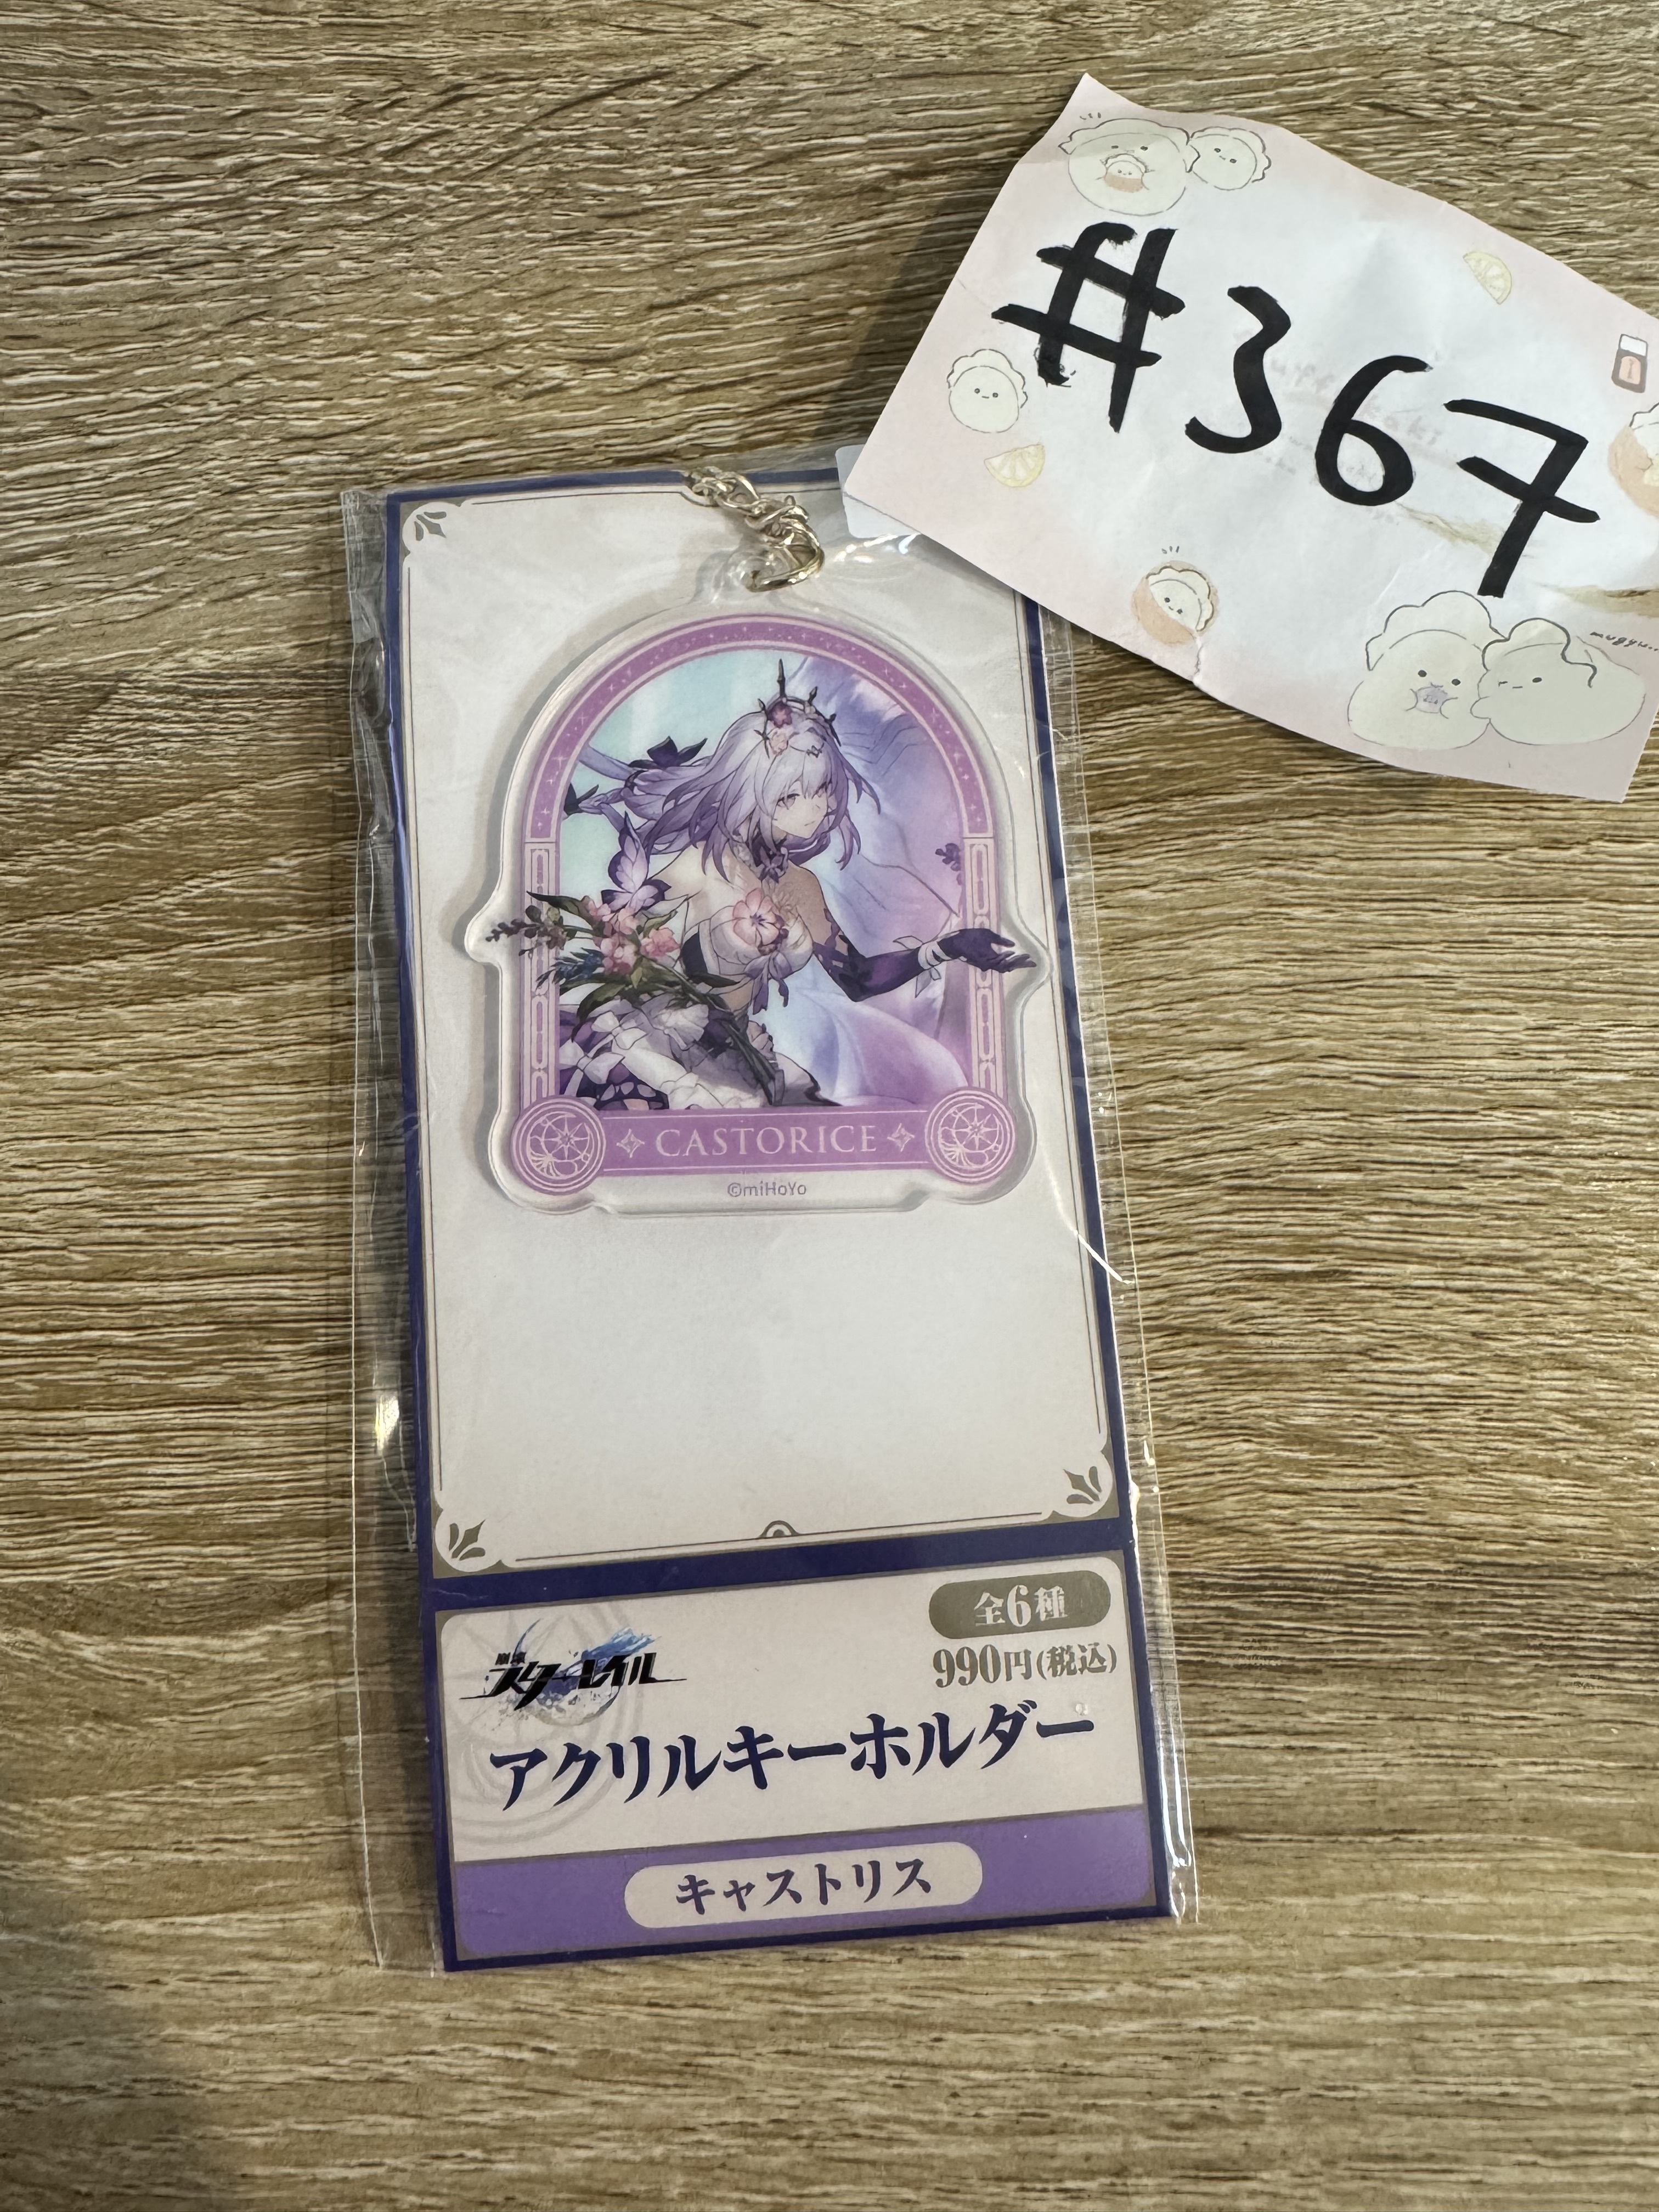 #367
mugyu..
CASTORICE
©miHoYo
全6種
崩壊
スターレイル
990円(税込)
アクリルキーホルダー
キャストリス